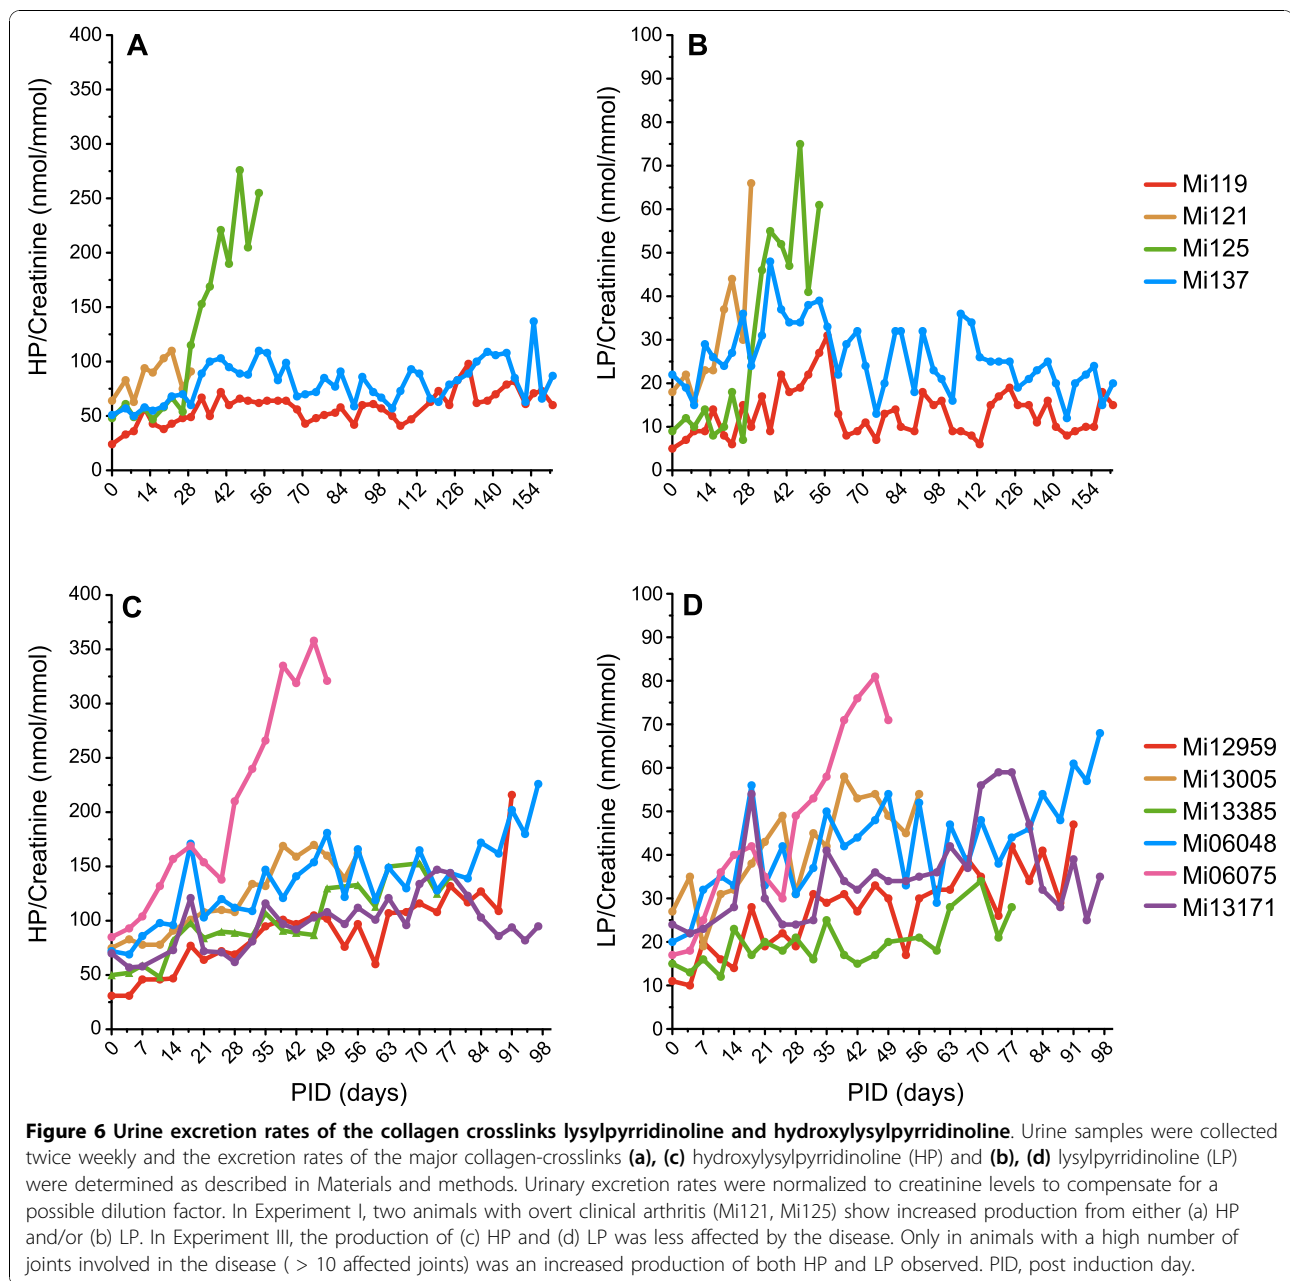 A
HP/Creatinine (nmol/mmol)
400
350
300
250
200
150
100
50
0
0 14 28 42 56 70 84 98 112 126 140 154
B
LP/Creatinine (nmol/mmol)
100
90
80
70
60
50
40
30
20
10
0
0 14 28 42 56 70 84 98 112 126 140 154
Mi119
Mi121
Mi125
Mi137
C
HP/Creatinine (nmol/mmol)
400
350
300
250
200
150
100
50
0
0 7 14 21 28 35 42 49 56 63 70 77 84 91 98
PID (days)
D
LP/Creatinine (nmol/mmol)
100
90
80
70
60
50
40
30
20
10
0
0 7 14 21 28 35 42 49 56 63 70 77 84 91 98
PID (days)
Mi12959
Mi13005
Mi13385
Mi06048
Mi06075
Mi13171
Figure 6 Urine excretion rates of the collagen crosslinks lysylpyrridinoline and hydroxylysylpyrridinoline. Urine samples were collected
twice weekly and the excretion rates of the major collagen-crosslinks (a), (c) hydroxylysylpyrridinoline (HP) and (b), (d) lysylpyrridinoline (LP)
were determined as described in Materials and methods. Urinary excretion rates were normalized to creatinine levels to compensate for a
possible dilution factor. In Experiment I, two animals with overt clinical arthritis (Mi121, Mi125) show increased production from either (a) HP
and/or (b) LP. In Experiment III, the production of (c) HP and (d) LP was less affected by the disease. Only in animals with a high number of
joints involved in the disease ( > 10 affected joints) was an increased production of both HP and LP observed. PID, post induction day.